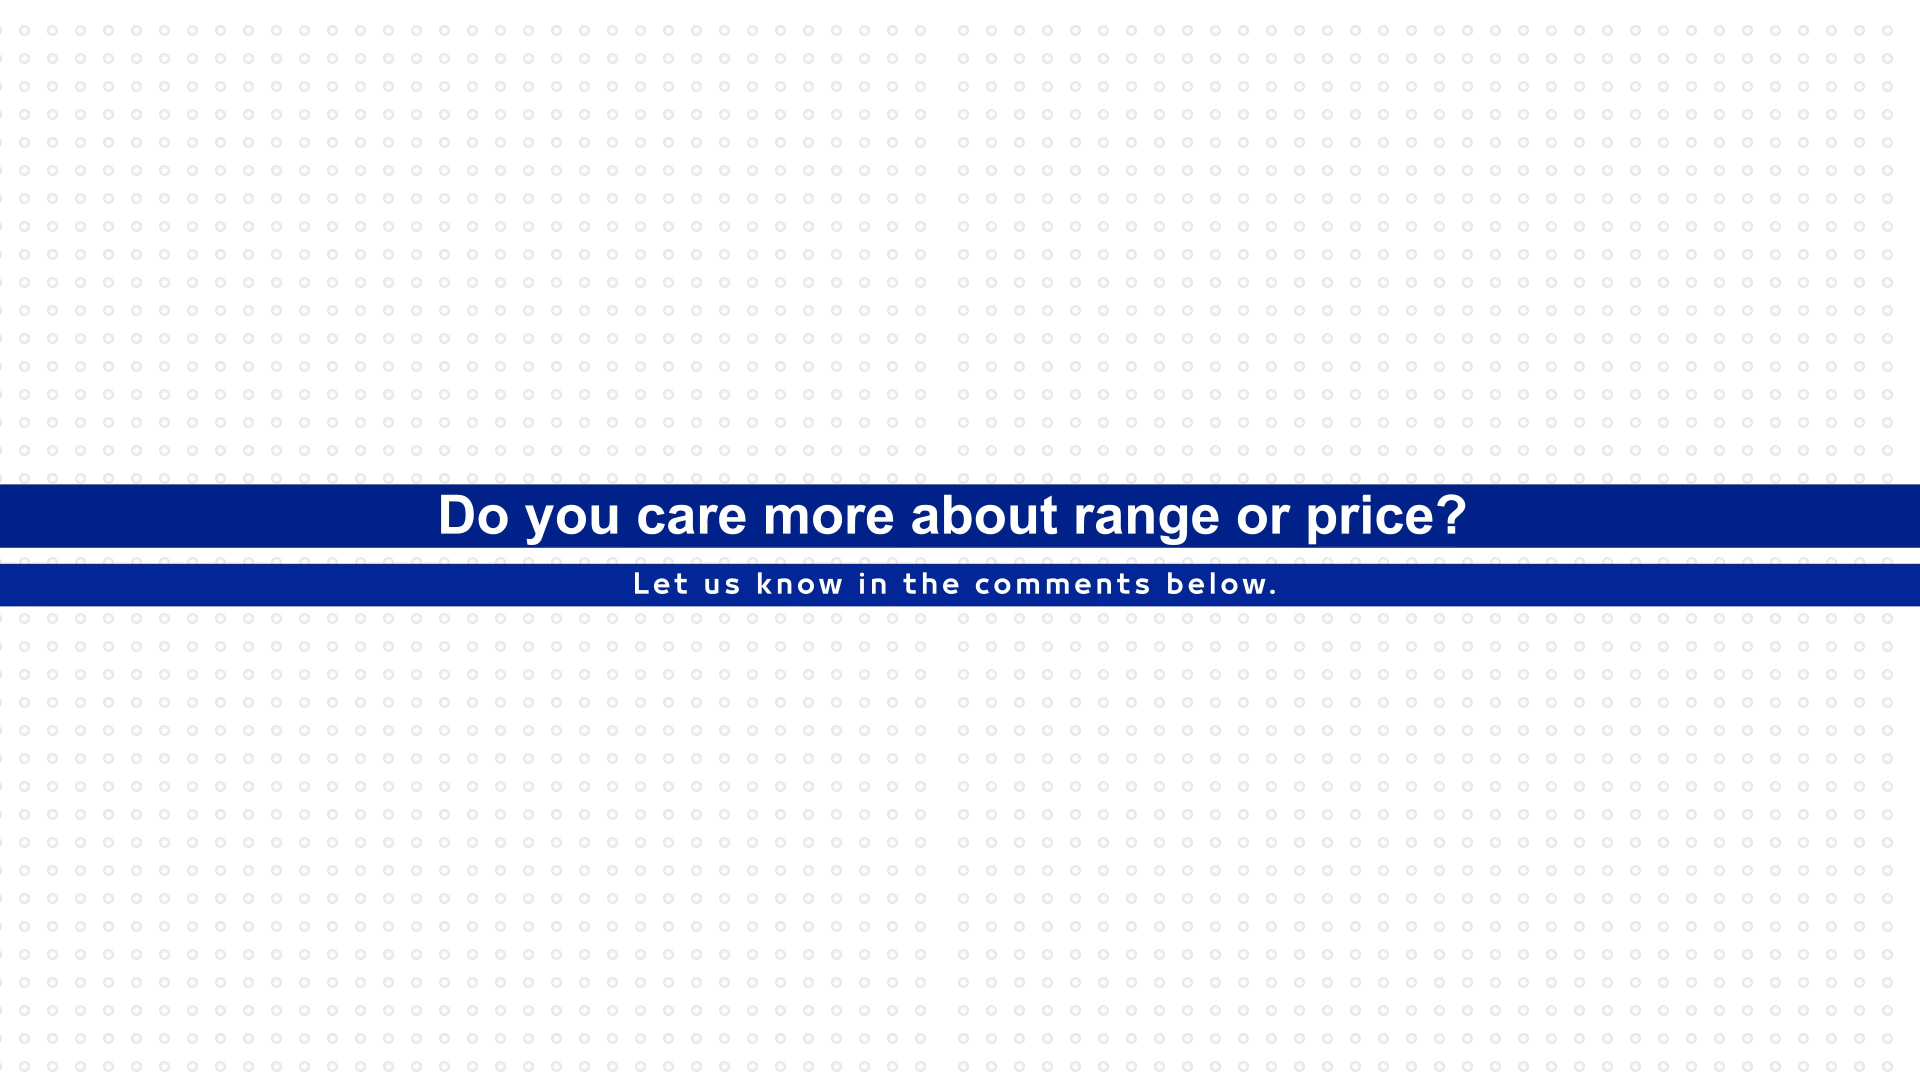 Do you care more about range or price?
Let us know in the comments below.